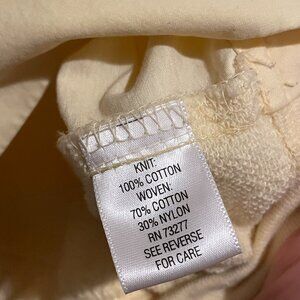 KNIT:
100% COTTON
WOVEN:
70% COTTON
30% NYLON
RN 73277
SEE REVERSE
FOR CARE